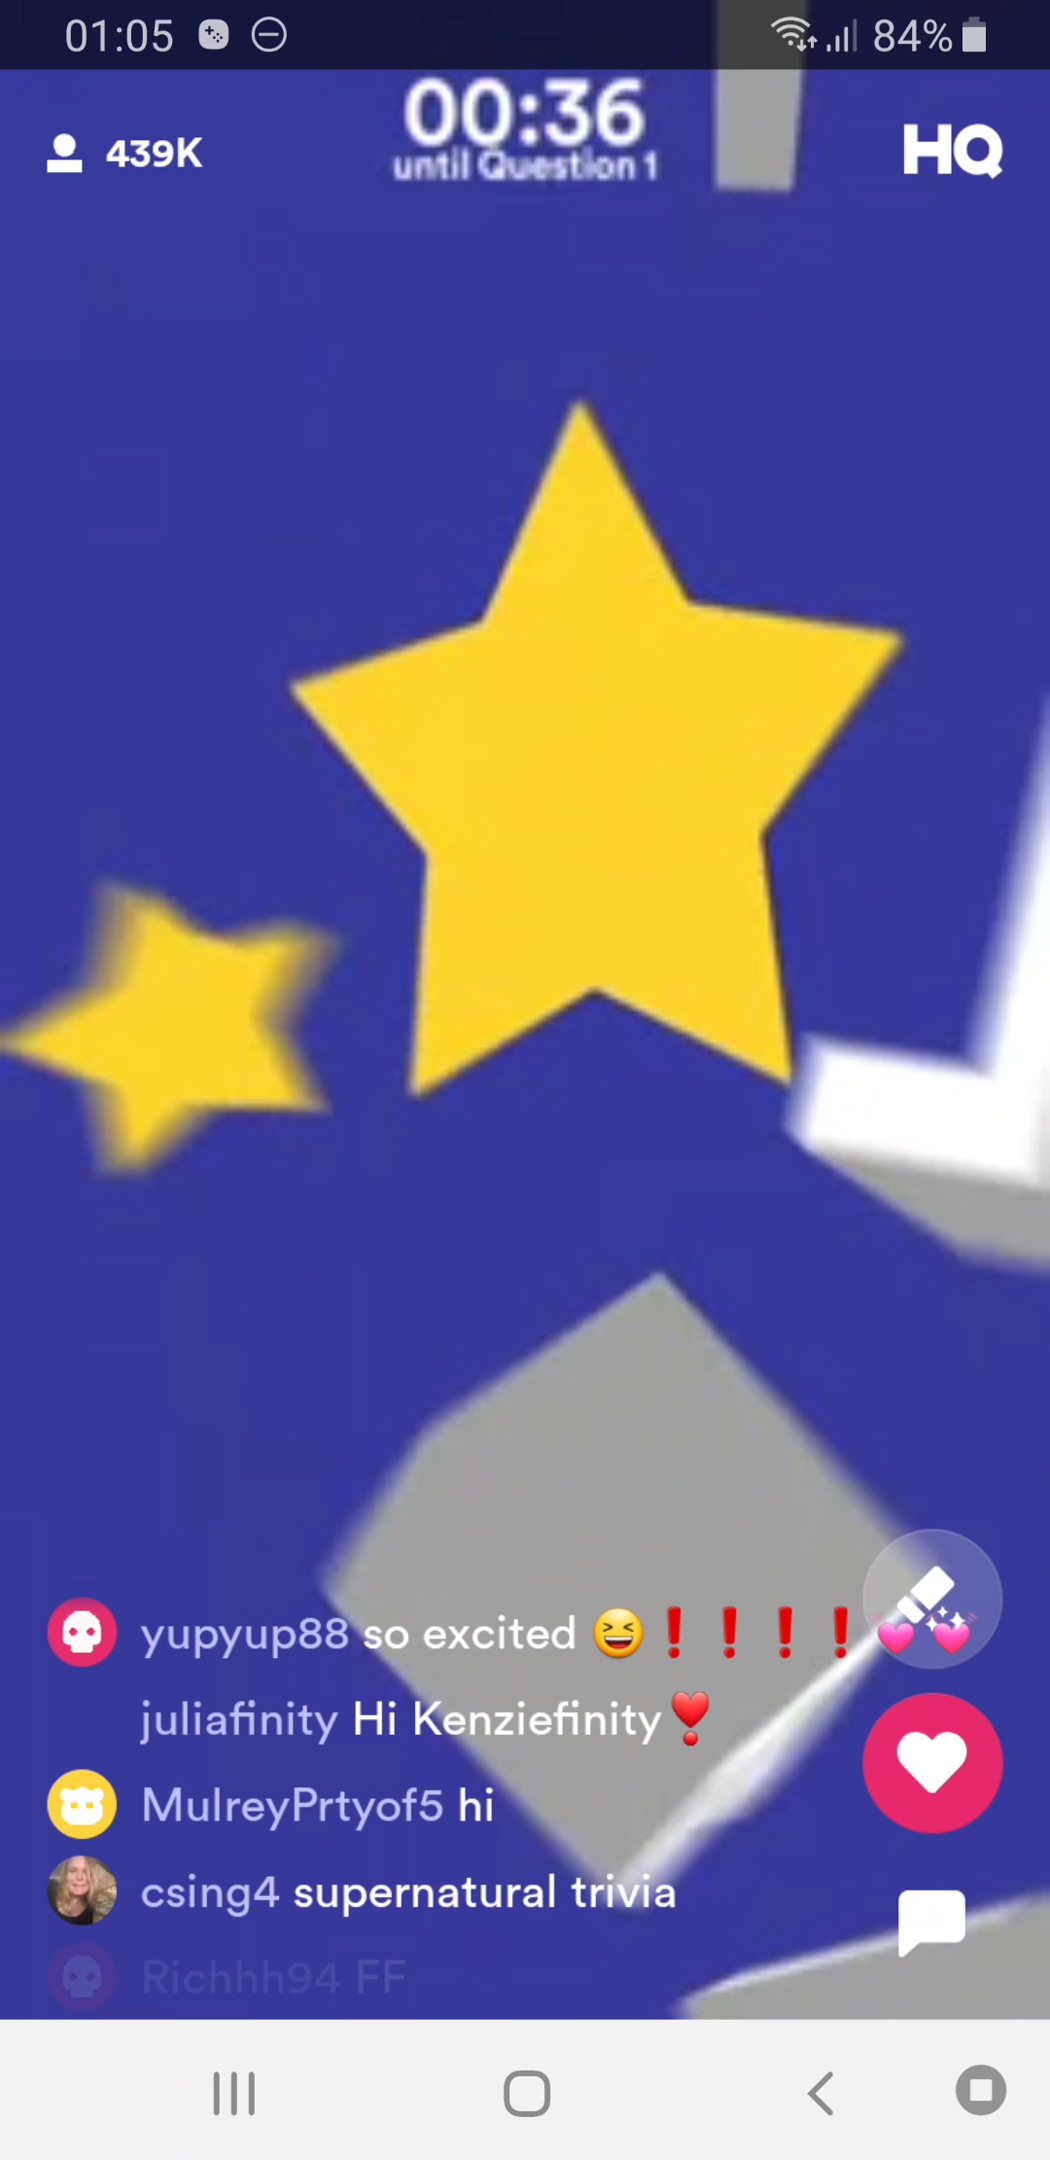 01:05 84%
439K 00:36 HQ
until Question 1
yupyup88 so excited 😆❗❗❗❗💕
juliafinity Hi Kenziefinity❣️
MulreyPrtyof5 hi
csing4 supernatural trivia
Richhh94 FF